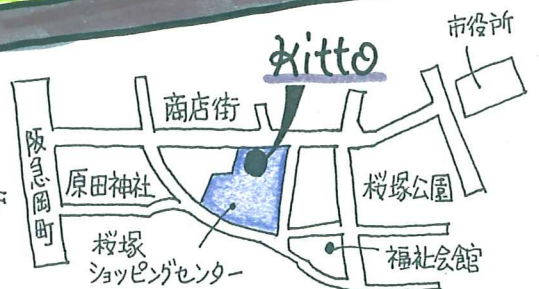 市役所
Kitto
商店街
阪急岡町
原田神社
桜塚公園
桜塚
ショッピングセンター
福祉会館